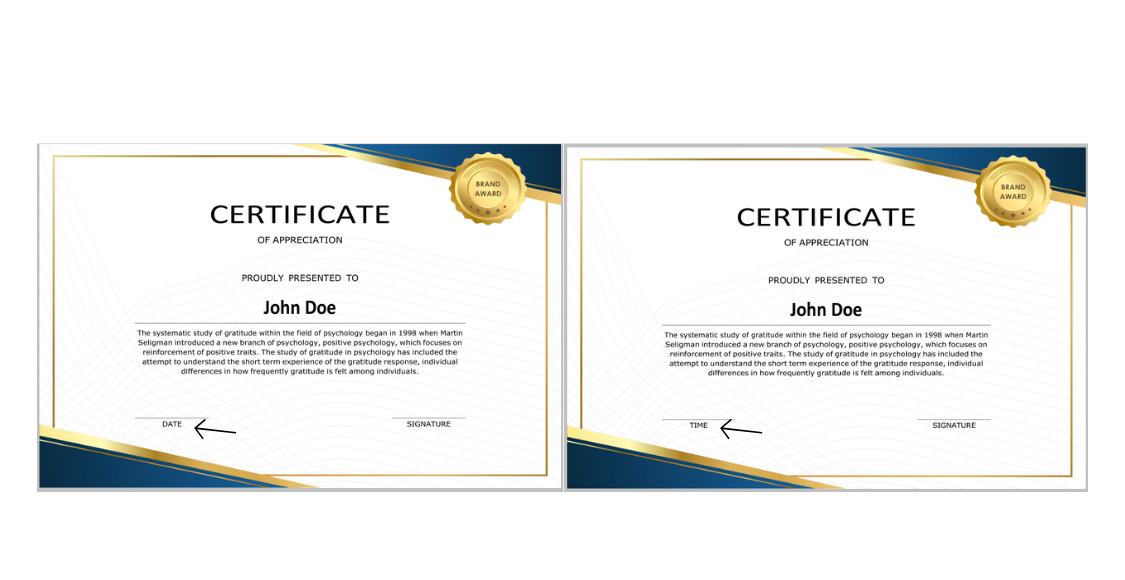 BRAND
AWARD
CERTIFICATE
OF APPRECIATION
PROUDLY PRESENTED TO
John Doe
The systematic study of gratitude within the field of psychology began in 1998 when Martin
Seligman introduced a new branch of psychology, positive psychology, which focuses on
reinforcement of positive traits. The study of gratitude in psychology has included the
attempt to understand the short term experience of the gratitude response, individual
differences in how frequently gratitude is felt among individuals.
DATE
SIGNATURE
BRAND
AWARD
CERTIFICATE
OF APPRECIATION
PROUDLY PRESENTED TO
John Doe
The systematic study of gratitude within the field of psychology began in 1998 when Martin
Seligman introduced a new branch of psychology, positive psychology, which focuses on
reinforcement of positive traits. The study of gratitude in psychology has included the
attempt to understand the short term experience of the gratitude response, individual
differences in how frequently gratitude is felt among individuals.
TIME
SIGNATURE